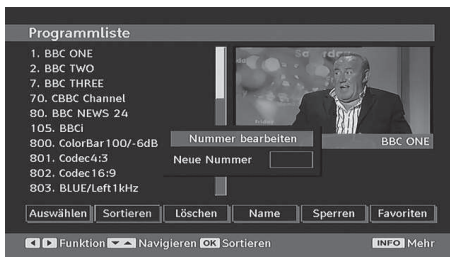 Programmliste
1. BBC ONE
2. BBC TWO
7. BBC THREE
70. CBBC Channel
80. BBC NEWS 24
105. BBCi
800. ColorBar100/-6dB
801. Codec4:3
802. Codec16:9
803. BLUE/Left1kHz
BBC ONE
Nummer bearbeiten
Neue Nummer
Auswählen Sortieren Löschen Name Sperren Favoriten
Funktion Navigieren OK Sortieren INFO Mehr